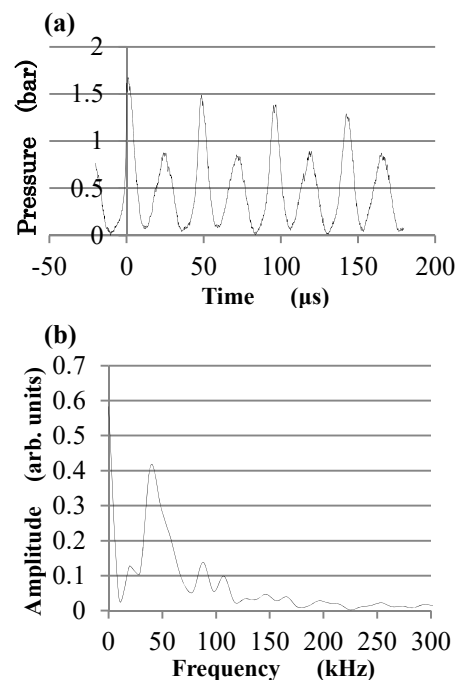 (a)
2
1.5
1
0.5
0
Pressure (bar)
-50 0 50 100 150 200
Time (µs)
(b)
0.7
0.6
0.5
0.4
0.3
0.2
0.1
0
Amplitude (arb. units)
0 50 100 150 200 250 300
Frequency (kHz)